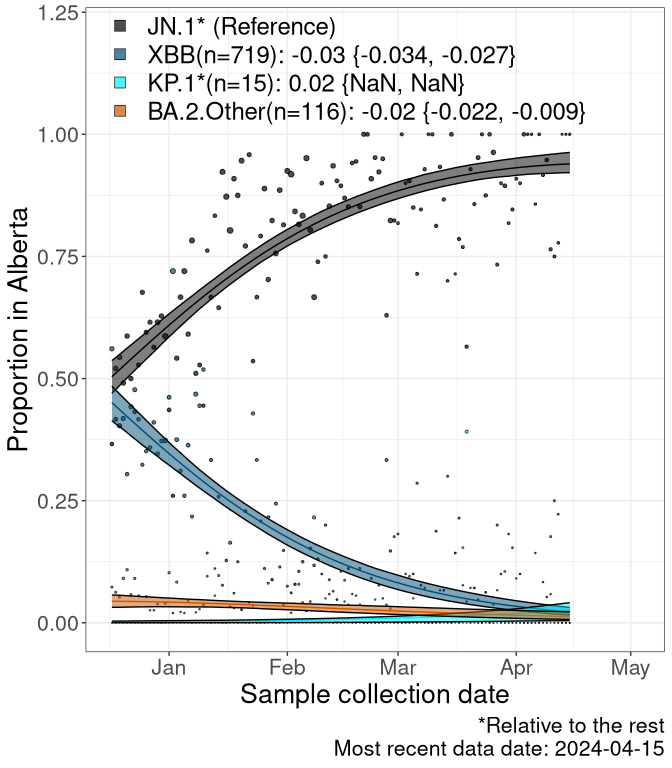 1.25
JN.1* (Reference)
XBB(n=719): -0.03 {-0.034, -0.027}
KP.1*(n=15): 0.02 {NaN, NaN}
BA.2.Other(n=116): -0.02 {-0.022, -0.009}
1.00
0.75
0.50
0.25
0.00
Proportion in Alberta
Jan Feb Mar Apr May
Sample collection date
*Relative to the rest
Most recent data date: 2024-04-15